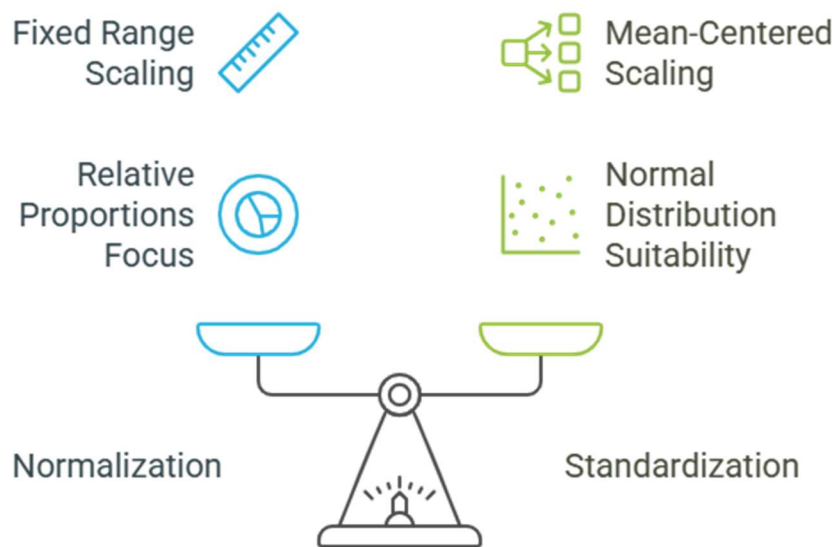 Fixed Range
Scaling
Mean-Centered
Scaling
Relative
Proportions
Focus
Normal
Distribution
Suitability
Normalization
Standardization